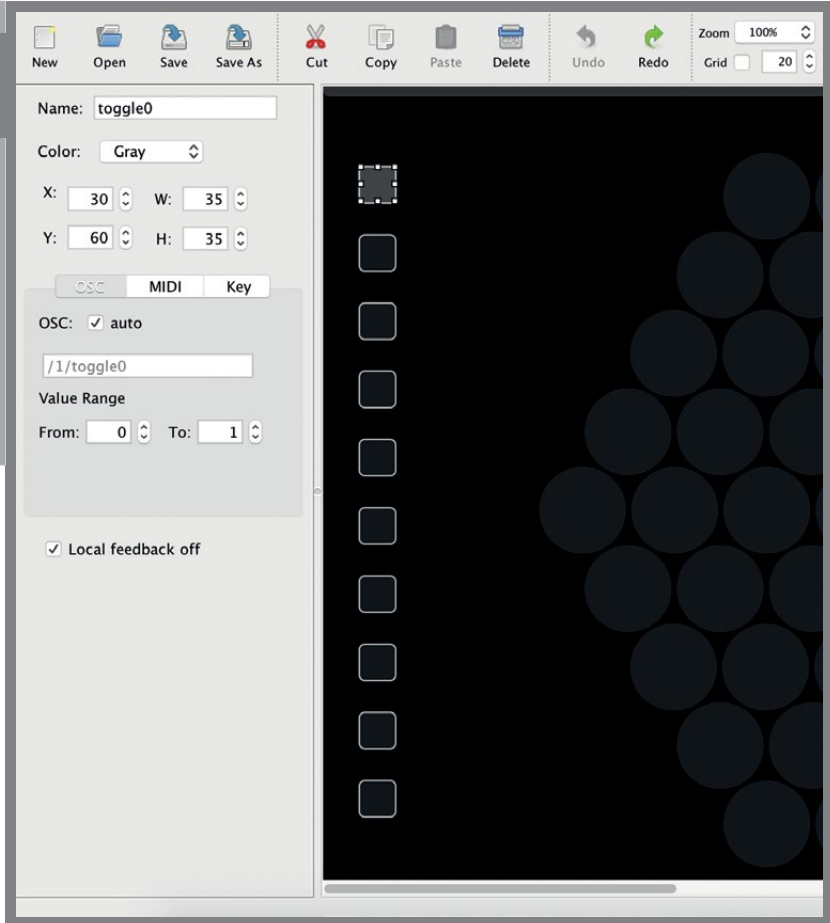 Zoom 100%
New Open Save Save As Cut Copy Paste Delete Undo Redo Grid 20
Name: toggle0
Color: Gray
X: 30 W: 35
Y: 60 H: 35
OSC MIDI Key
OSC: auto
/1/toggle0
Value Range
From: 0 To: 1
Local feedback off